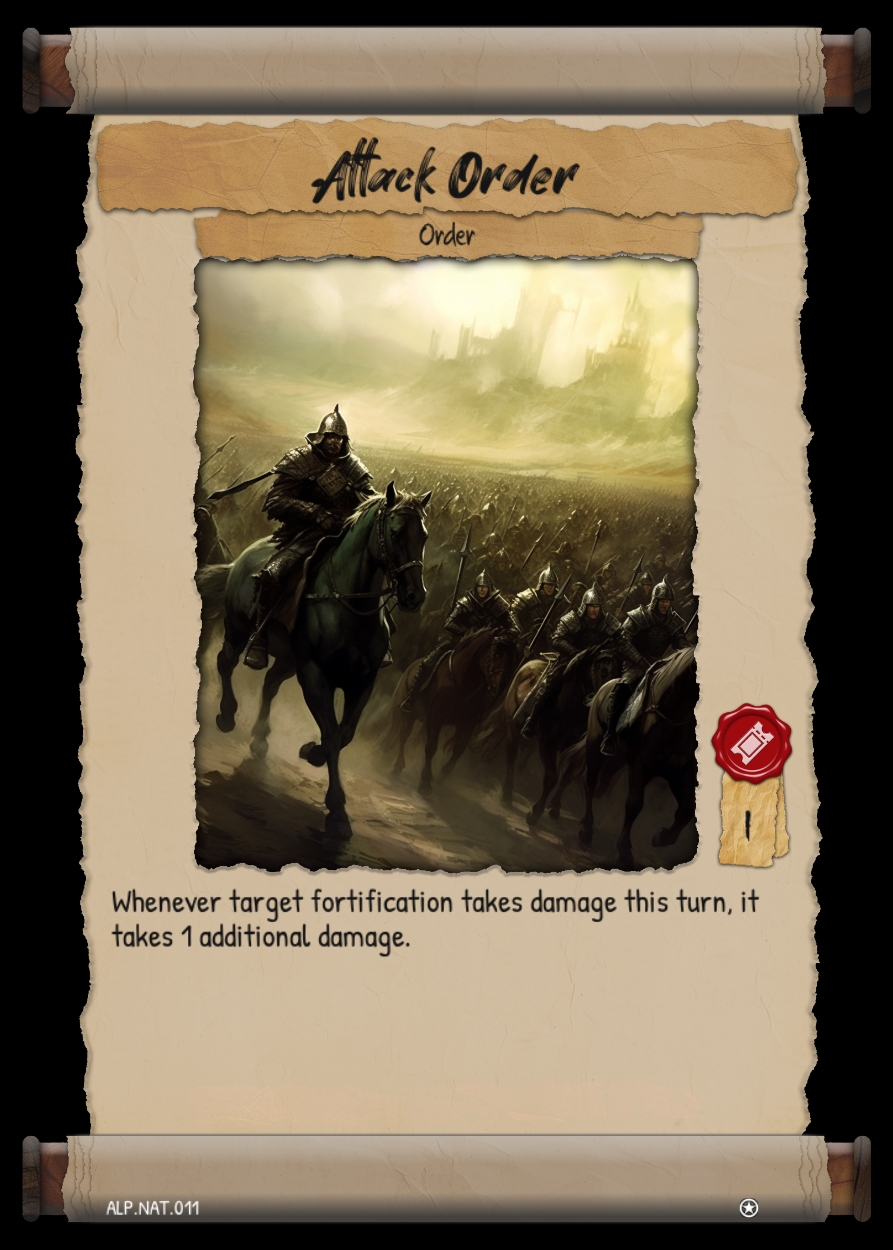 Attack Order
Order
1
Whenever target fortification takes damage this turn, it
takes 1 additional damage.
ALP.NAT.011